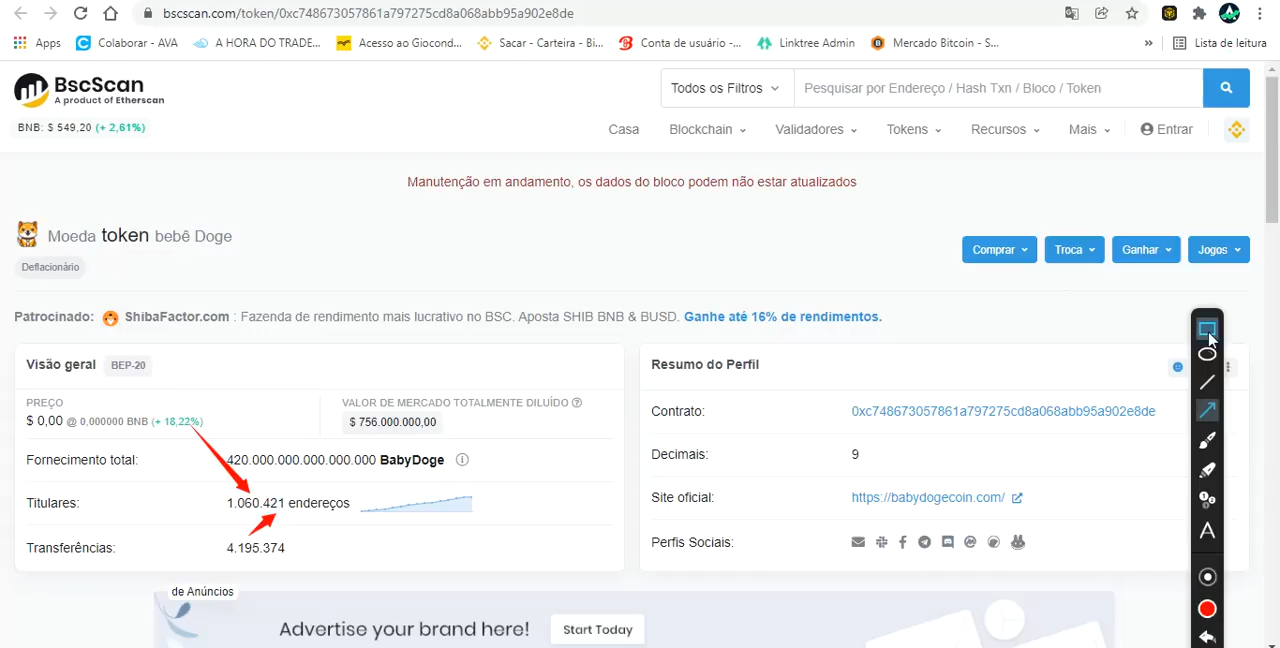 bscscan.com/token/0xc748673057861a797275cd8a068abb95a902e8de
Apps Colaborar - AVA A HORA DO TRADE... Acesso ao Giocond... Sacar - Carteira - Bi... Conta de usuário -... Linktree Admin Mercado Bitcoin - S... » Lista de leitura
BscScan
A product of Etherscan
Todos os Filtros Pesquisar por Endereço / Hash Txn / Bloco / Token
BNB: $ 549,20 (+ 2,61%)
Casa Blockchain Validadores Tokens Recursos Mais Entrar
Manutenção em andamento, os dados do bloco podem não estar atualizados
Moeda token bebê Doge
Comprar Troca Ganhar Jogos
Deflacionário
Patrocinado: ShibaFactor.com : Fazenda de rendimento mais lucrativo no BSC. Aposta SHIB BNB & BUSD. Ganhe até 16% de rendimentos.
Visão geral BEP-20
PREÇO
$ 0,00 @ 0,000000 BNB (+ 18,22%)
VALOR DE MERCADO TOTALMENTE DILUÍDO
$ 756.000.000,00
Fornecimento total: 420.000.000.000.000.000 BabyDoge
Titulares: 1.060.421 endereços
Transferências: 4.195.374
Resumo do Perfil
Contrato: 0xc748673057861a797275cd8a068abb95a902e8de
Decimais: 9
Site oficial: https://babydogecoin.com/
Perfis Sociais:
A
de Anúncios
Advertise your brand here! Start Today